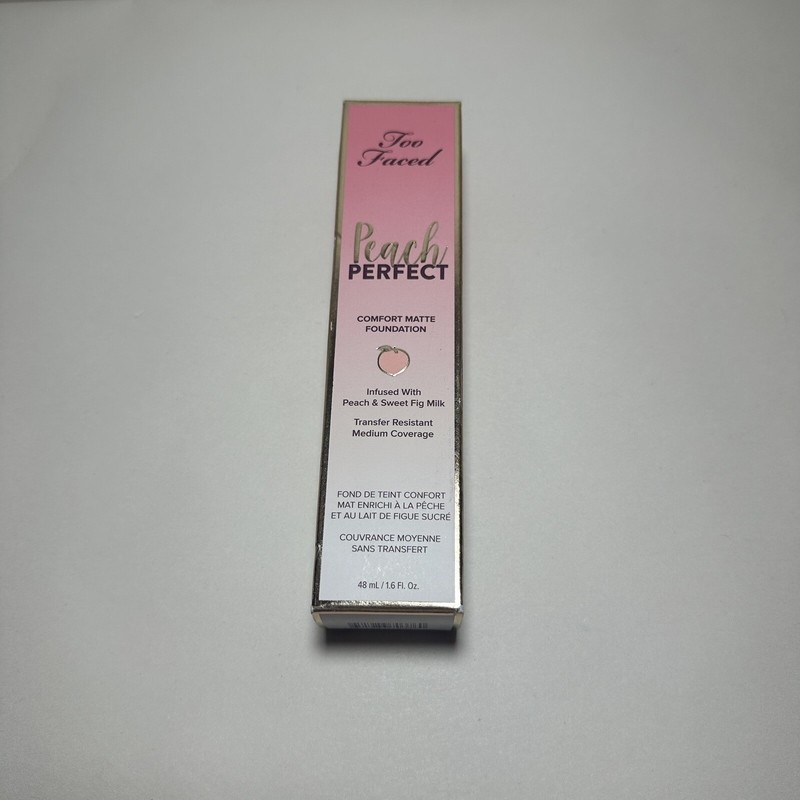 Too
Faced
Peach
PERFECT
COMFORT MATTE
FOUNDATION
Infused With
Peach & Sweet Fig Milk
Transfer Resistant
Medium Coverage
FOND DE TEINT CONFORT
MAT ENRICHI À LA PÊCHE
ET AU LAIT DE FIGUE SUCRÉ
COUVRANCE MOYENNE
SANS TRANSFERT
48 mL / 1.6 Fl. Oz.